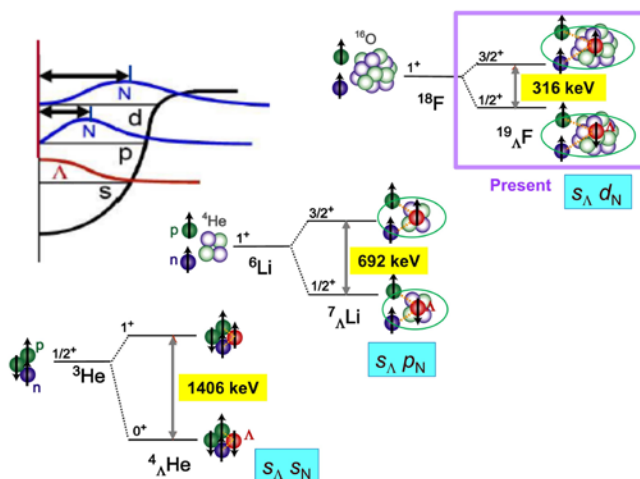 N
N
d
p
Λ
s
16O
1+
18F
3/2+
316 keV
1/2+
19ΛF
Λ
Present
sΛ dN
p
n
4He
1+
6Li
3/2+
692 keV
1/2+
7ΛLi
Λ
sΛ pN
p
n
1/2+
3He
1+
1406 keV
0+
4ΛHe
Λ
sΛ sN